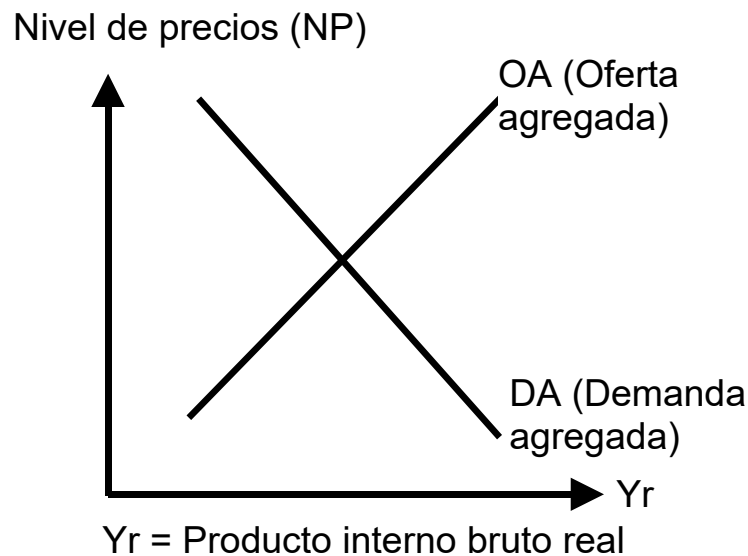 Nivel de precios (NP)
OA (Oferta
agregada)
DA (Demanda
agregada)
Yr
Yr = Producto interno bruto real